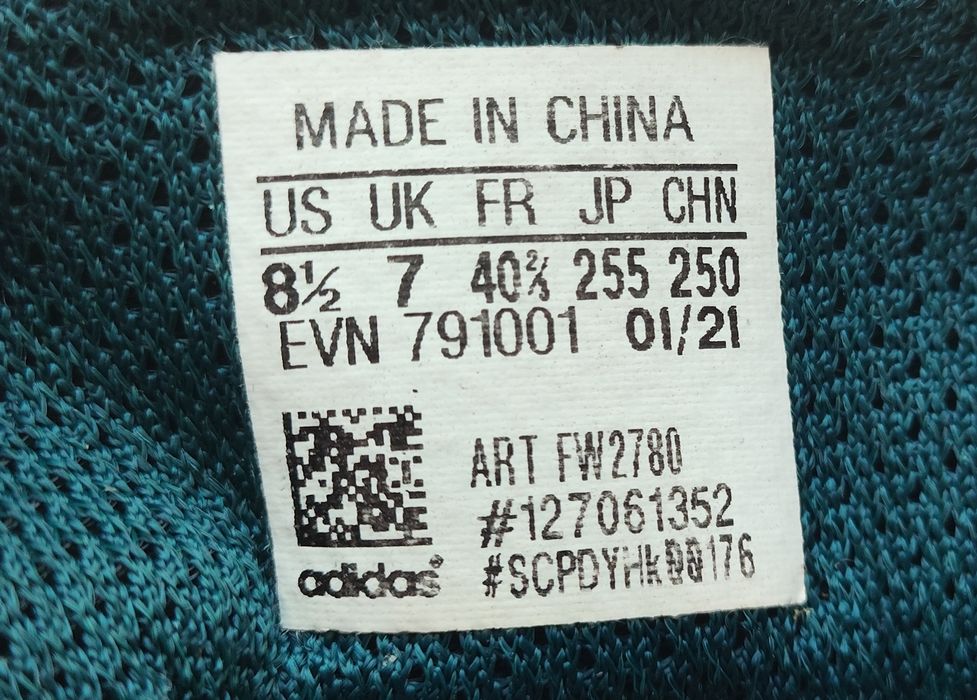 MADE IN CHINA
US UK FR JP CHN
8½ 7 40⅔ 255 250
EVN 791001 01/21
ART FW2780
#127061352
adidas®